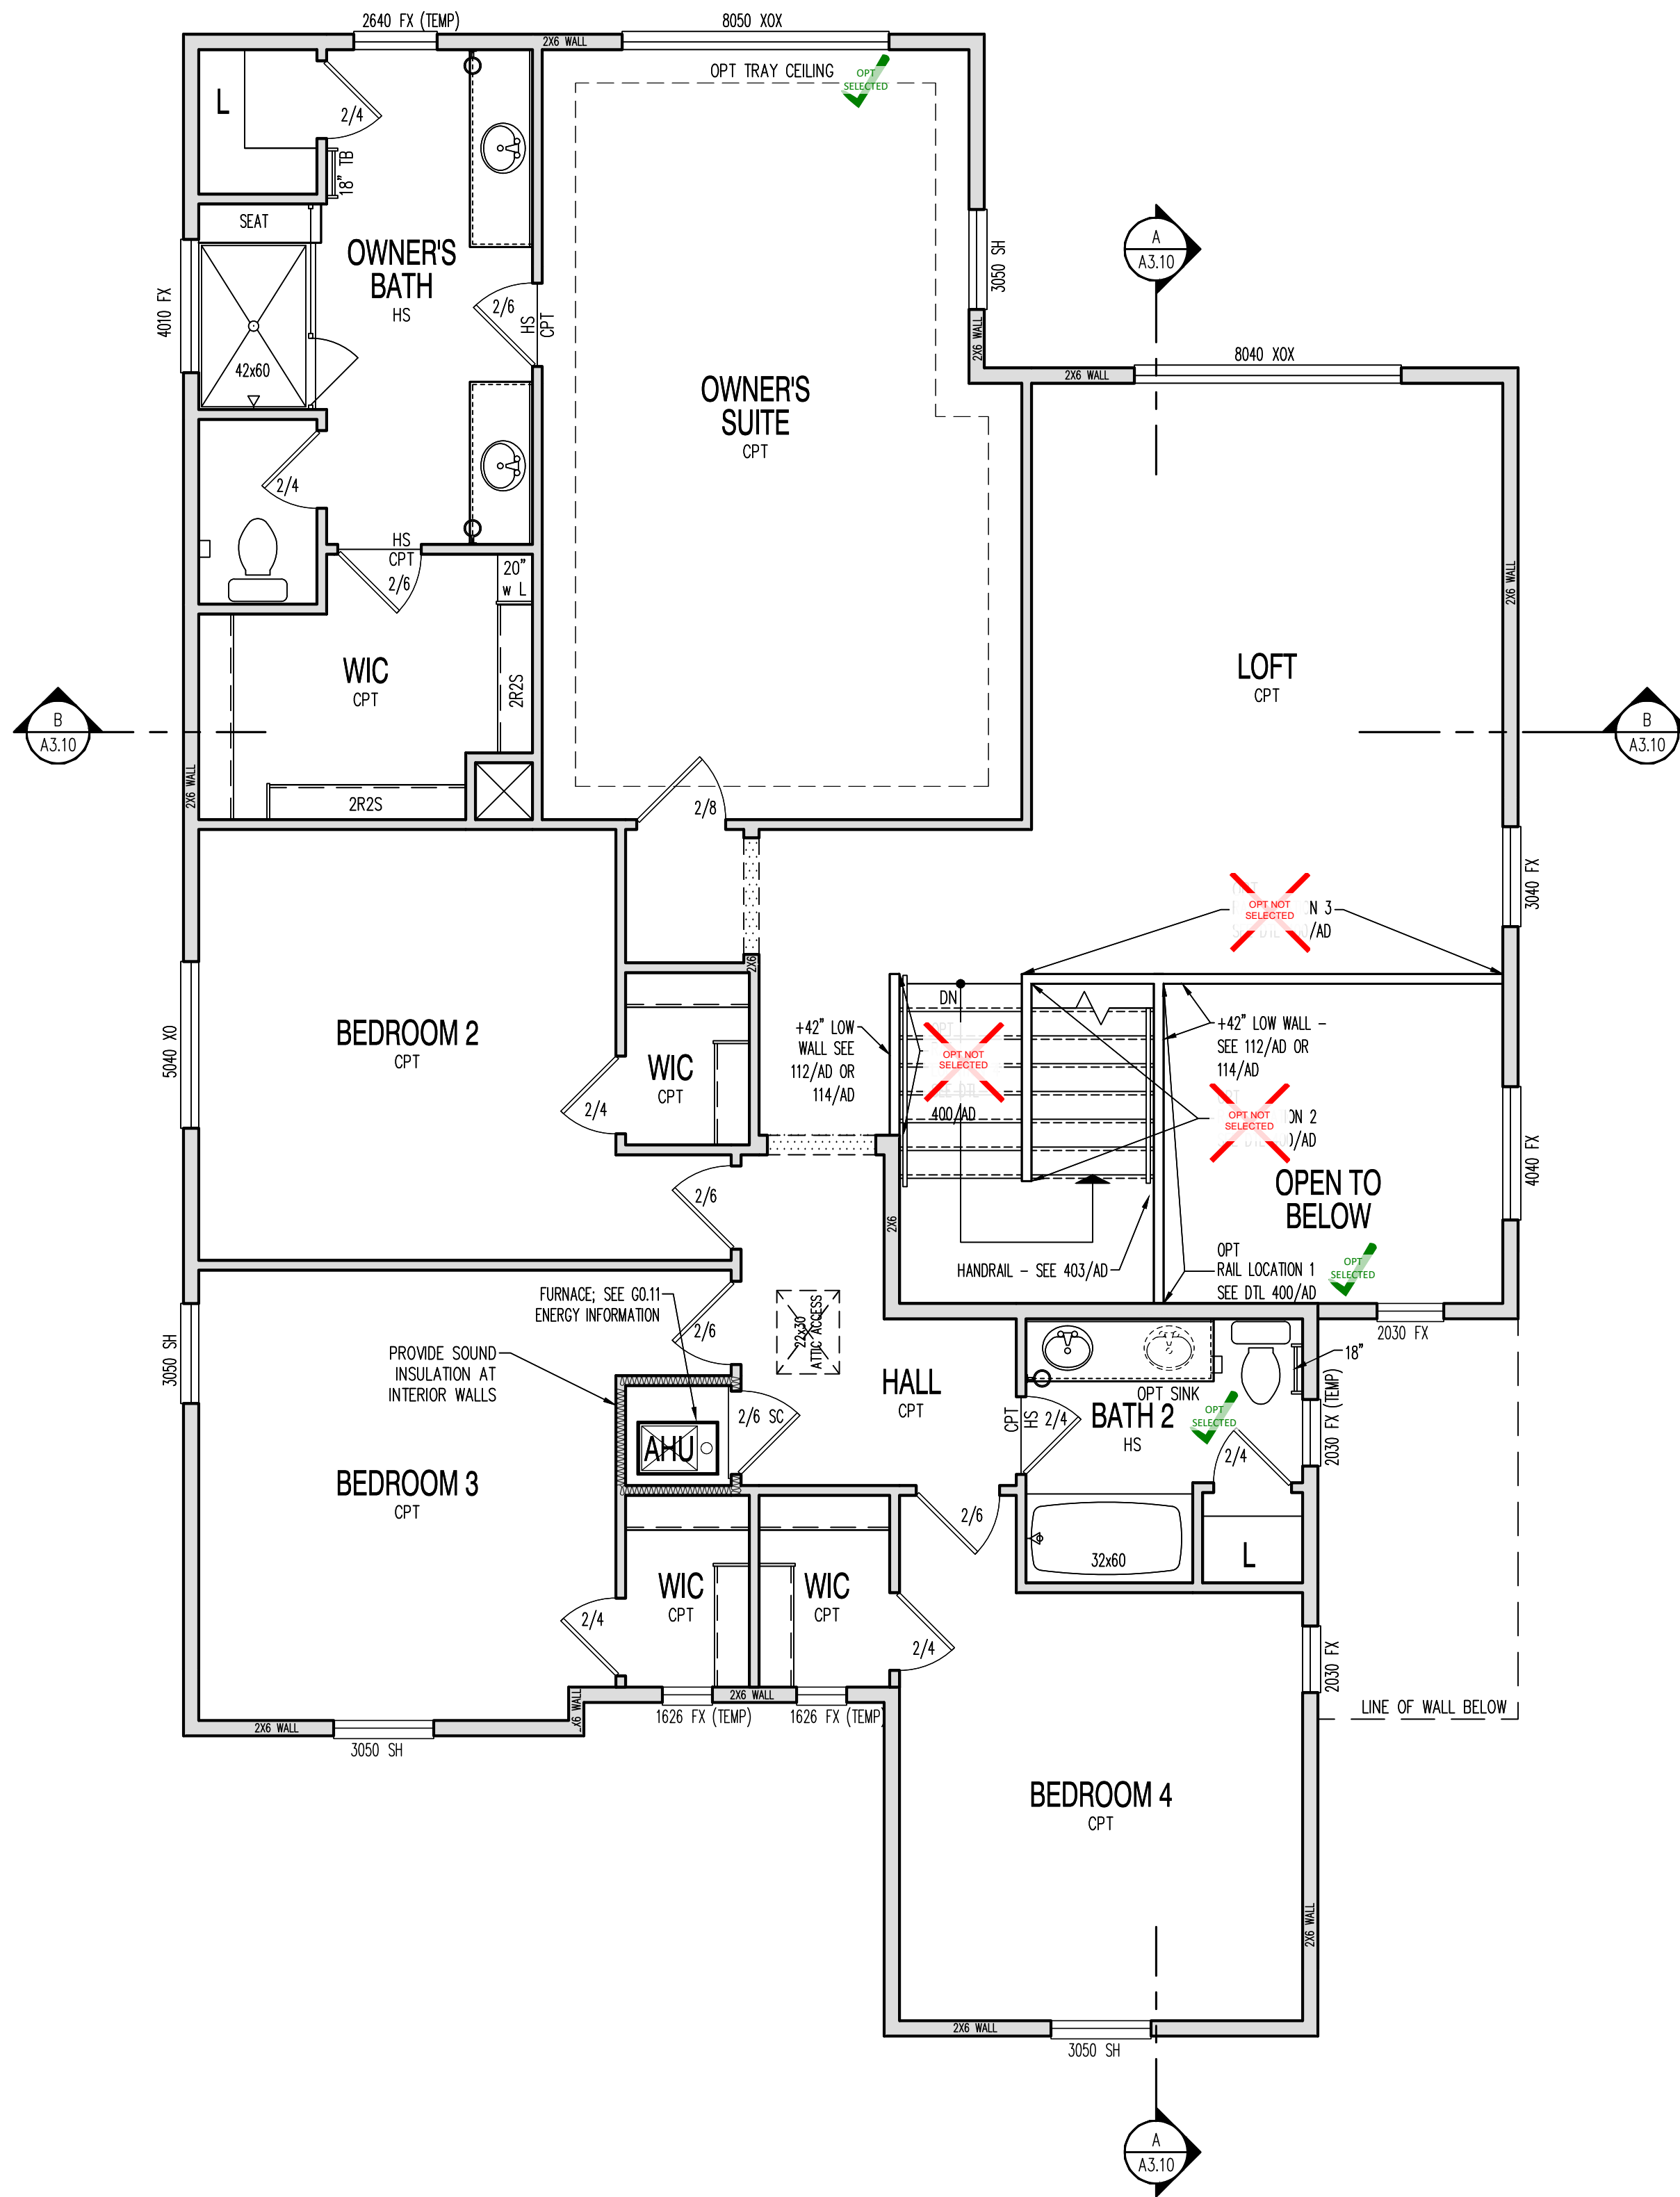 2640 FX (TEMP)
8050 XOX
2X6 WALL
OPT TRAY CEILING
OPT
SELECTED
L
2/4
18" TB
SEAT
OWNER'S
BATH
HS
4010 FX
42x60
2/6
HS
CPT
3050 SH
2X6 WALL
A
A3.10
8040 XOX
2X6 WALL
OWNER'S
SUITE
CPT
2/4
HS
CPT
2/6
20"
w L
2X6 WALL
WIC
CPT
2R2S
LOFT
CPT
B
A3.10
B
A3.10
2X6 WALL
2R2S
2/8
3040 FX
OPT NOT
SELECTED
N 3
/AD
2X6
DN
BEDROOM 2
CPT
5040 XO
WIC
CPT
2/4
+42" LOW
WALL SEE
112/AD OR
114/AD
OPT NOT
SELECTED
SEE DTL
400/AD
+42" LOW WALL -
SEE 112/AD OR
114/AD
OPT NOT
SELECTED
ON 2
/AD
4040 FX
OPEN TO
BELOW
2/6
2X6
HANDRAIL - SEE 403/AD
OPT
RAIL LOCATION 1
SEE DTL 400/AD
OPT
SELECTED
2030 FX
FURNACE; SEE G0.11
ENERGY INFORMATION
2/6
22x30
ATTIC ACCESS
3050 SH
PROVIDE SOUND
INSULATION AT
INTERIOR WALLS
HALL
CPT
18"
OPT SINK
2/6 SC
CPT
HS
2/4
BATH 2
HS
OPT
SELECTED
2/4
2030 FX (TEMP)
AHU
BEDROOM 3
CPT
2/6
32x60
L
WIC
CPT
WIC
CPT
2/4
2/4
2030 FX
2X6 WALL
2X6 WALL
1626 FX (TEMP)
1626 FX (TEMP)
LINE OF WALL BELOW
2X6 WALL
3050 SH
BEDROOM 4
CPT
2X6 WALL
2X6 WALL
3050 SH
A
A3.10